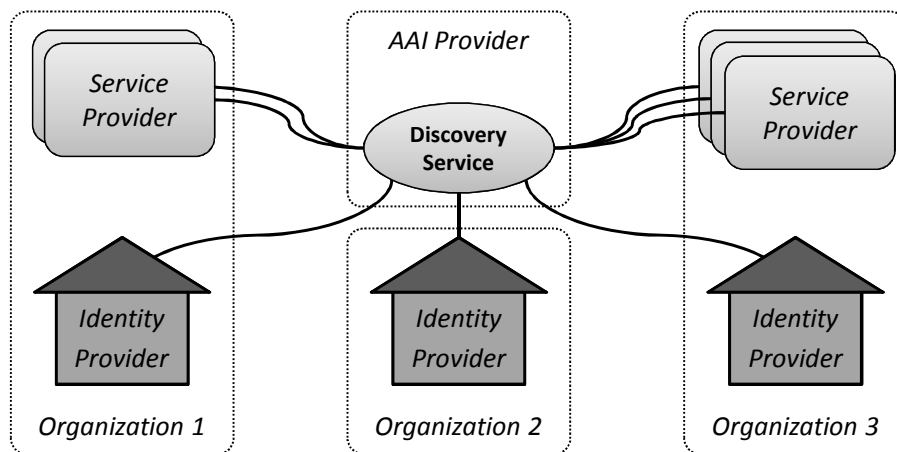 Service
Provider
AAI Provider
Discovery
Service
Service
Provider
Identity
Provider
Organization 1
Identity
Provider
Organization 2
Identity
Provider
Organization 3